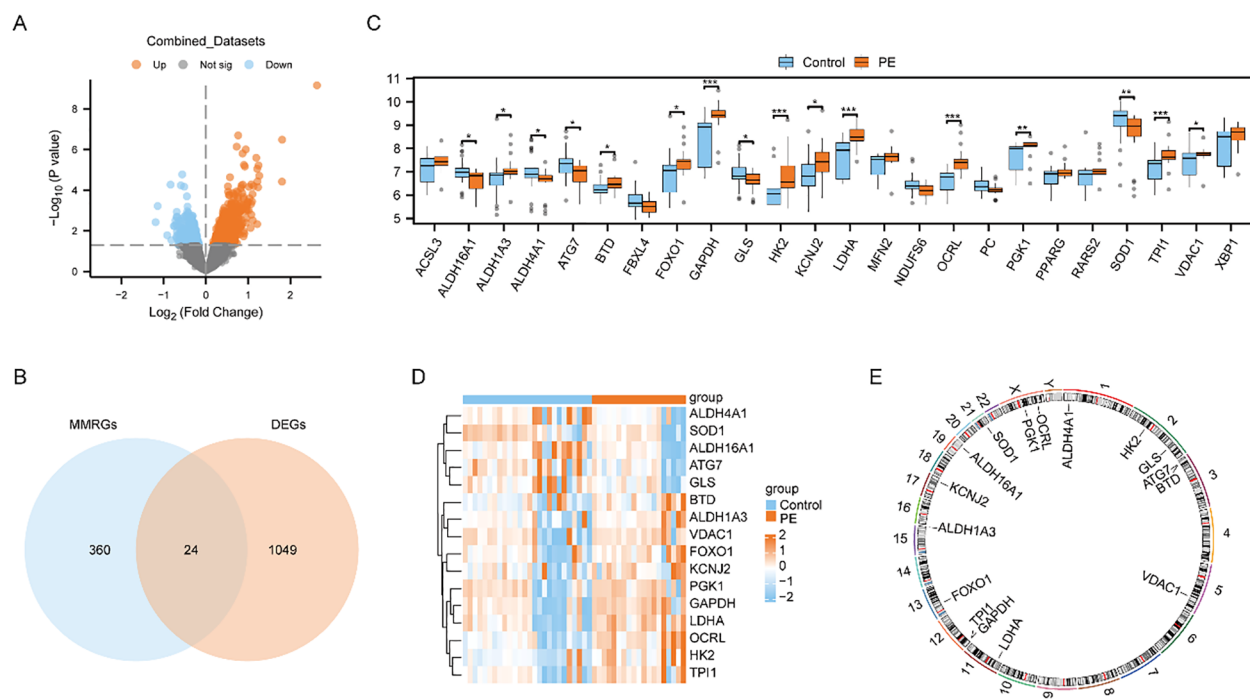 A
Combined_Datasets
Up
Not sig
Down
−Log10 (P value)
8
6
4
2
0
−2
−1
0
1
2
Log2 (Fold Change)
B
MMRGs
DEGs
360
24
1049
C
Control
PE
11
10
9
8
7
6
5
*
*
*
*
*
*
***
*
***
*
***
***
**
**
***
*
ACSL3
ALDH16A1
ALDH1A3
ALDH4A1
ATG7
BTD
FBXL4
FOXO1
GAPDH
GLS
HK2
KCNJ2
LDHA
MFN2
NDUFS6
OCRL
PC
PGK1
PPARG
RARS2
SOD1
TPI1
VDAC1
XBP1
D
group
ALDH4A1
SOD1
ALDH16A1
ATG7
GLS
BTD
ALDH1A3
VDAC1
FOXO1
KCNJ2
PGK1
GAPDH
LDHA
OCRL
HK2
TPI1
group
Control
PE
2
1
0
−1
−2
E
1
2
3
4
5
6
7
8
9
10
11
12
13
14
15
16
17
18
19
20
21
22
X
Y
ALDH4A1
HK2
GLS
ATG7
BTD
VDAC1
LDHA
GAPDH
TPI1
FOXO1
ALDH1A3
KCNJ2
ALDH16A1
SOD1
PGK1
OCRL